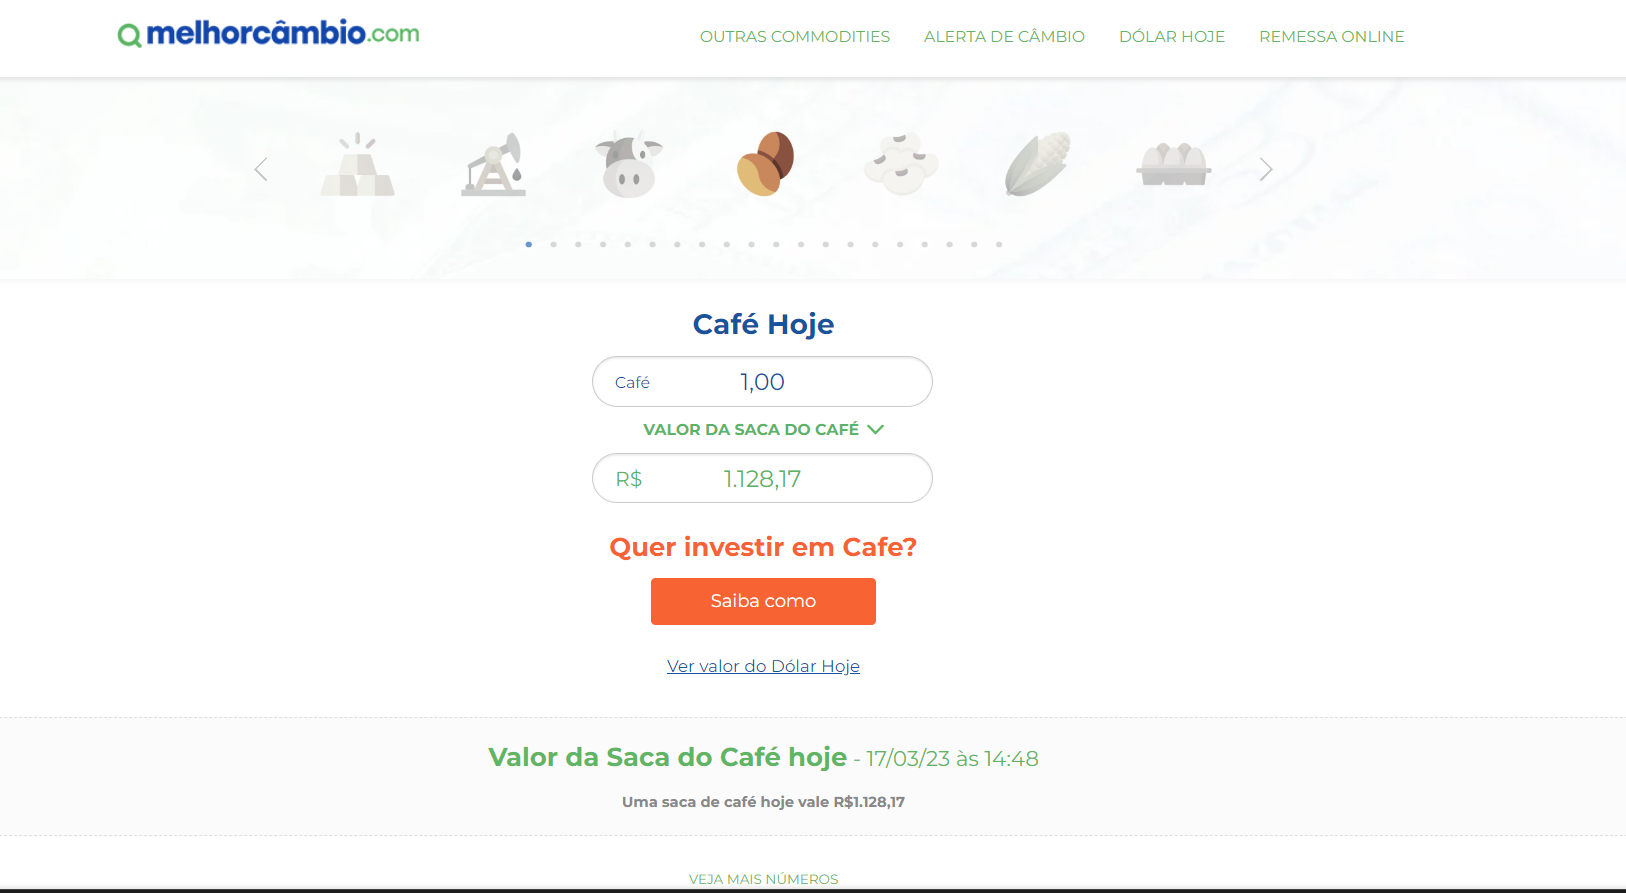 melhorcâmbio.com
OUTRAS COMMODITIES
ALERTA DE CÂMBIO
DÓLAR HOJE
REMESSA ONLINE
Café Hoje
Café 1,00
VALOR DA SACA DO CAFÉ
R$ 1.128,17
Quer investir em Cafe?
Saiba como
Ver valor do Dólar Hoje
Valor da Saca do Café hoje - 17/03/23 às 14:48
Uma saca de café hoje vale R$1.128,17
VEJA MAIS NÚMEROS